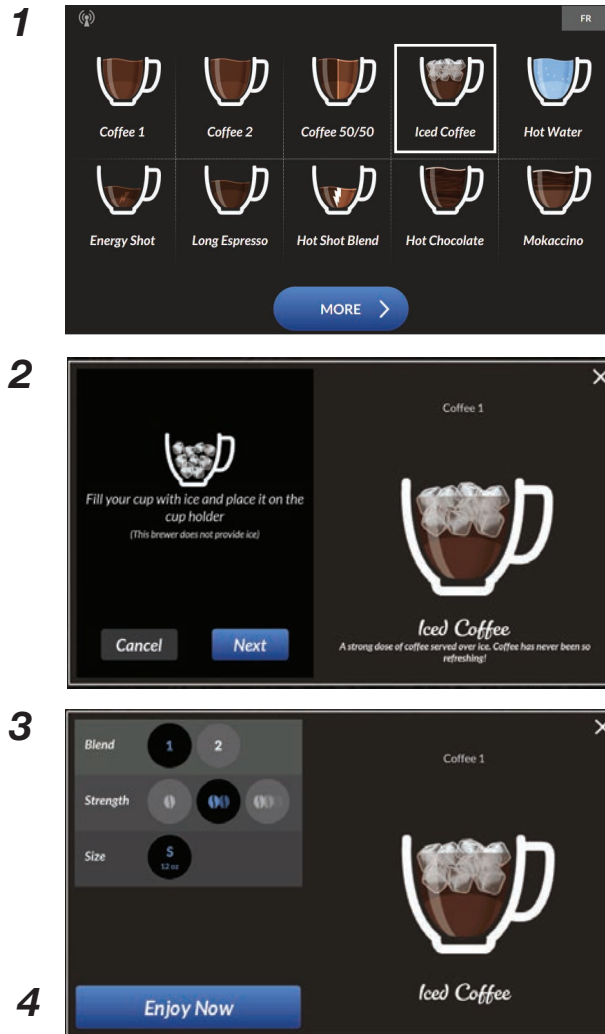 1
FR
Coffee 1
Coffee 2
Coffee 50/50
Iced Coffee
Hot Water
Energy Shot
Long Espresso
Hot Shot Blend
Hot Chocolate
Mokaccino
MORE
2
Fill your cup with ice and place it on the
cup holder
(This brewer does not provide ice)
Cancel
Next
Coffee 1
Iced Coffee
A strong dose of coffee served over ice. Coffee has never been so
refreshing!
3
Blend
1
2
Strength
Size
S
12 oz
Coffee 1
Iced Coffee
4
Enjoy Now